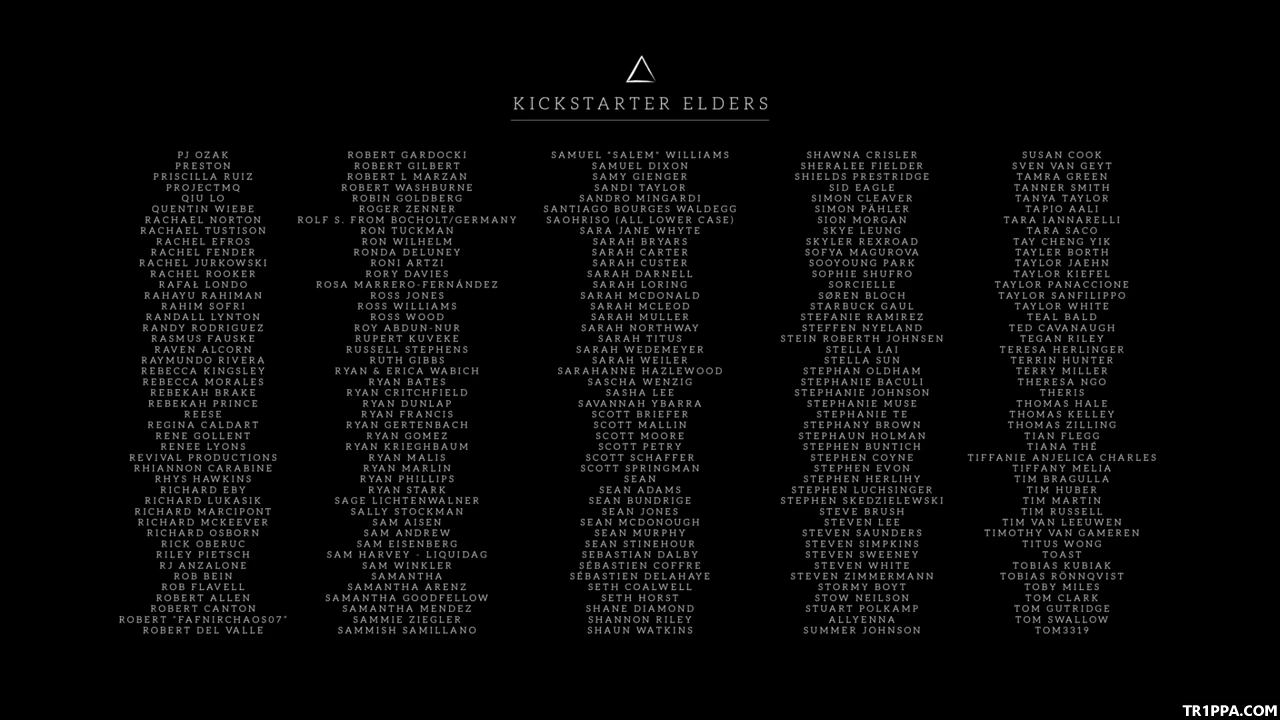 KICKSTARTER ELDERS
PJ OZAK
PRESTON
PRISCILLA RUIZ
PROJECTMQ
QIU LO
QUENTIN WIEBE
RACHAEL NORTON
RACHAEL TUSTISON
RACHEL EFROS
RACHEL FENDER
RACHEL JURKOWSKI
RACHEL ROOKER
RAFAŁ LONDO
RAHAYU RAHIMAN
RAHIM SOFRI
RANDALL LYNTON
RANDY RODRIGUEZ
RASMUS FAUSKE
RAVEN ALCORN
RAYMUNDO RIVERA
REBECCA KINGSLEY
REBECCA MORALES
REBEKAH BRAKE
REBEKAH PRINCE
REESE
REGINA CALDART
RENE GOLLENT
RENEE LYONS
REVIVAL PRODUCTIONS
RHIANNON CARABINE
RHYS HAWKINS
RICHARD EBY
RICHARD LUKASIK
RICHARD MARCIPONT
RICHARD MCKEEVER
RICHARD OSBORN
RICK OBERUC
RILEY PIETSCH
RJ ANZALONE
ROB BEIN
ROB FLAVELL
ROBERT ALLEN
ROBERT CANTON
ROBERT "FAFNIRCHAOS07"
ROBERT DEL VALLE
ROBERT GARDOCKI
ROBERT GILBERT
ROBERT L MARZAN
ROBERT WASHBURNE
ROBIN GOLDBERG
ROGER ZENNER
ROLF S. FROM BOCHOLT/GERMANY
RON TUCKMAN
RON WILHELM
RONDA DELUNEY
RONI ARTZI
RORY DAVIES
ROSA MARRERO-FERNÁNDEZ
ROSS JONES
ROSS WILLIAMS
ROSS WOOD
ROY ABDUN-NUR
RUPERT KUVEKE
RUSSELL STEPHENS
RUTH GIBBS
RYAN & ERICA WABICH
RYAN BATES
RYAN CRITCHFIELD
RYAN DUNLAP
RYAN FRANCIS
RYAN GERTENBACH
RYAN GOMEZ
RYAN KRIEGHBAUM
RYAN MALIS
RYAN MARLIN
RYAN PHILLIPS
RYAN STARK
SAGE LICHTENWALNER
SALLY STOCKMAN
SAM AISEN
SAM ANDREW
SAM EISENBERG
SAM HARVEY - LIQUIDAG
SAM WINKLER
SAMANTHA
SAMANTHA ARENZ
SAMANTHA GOODFELLOW
SAMANTHA MENDEZ
SAMMIE ZIEGLER
SAMMISH SAMILLANO
SAMUEL "SALEM" WILLIAMS
SAMUEL DIXON
SAMY GIENGER
SANDI TAYLOR
SANDRO MINGARDI
SANTIAGO BOURGES WALDEGG
SAOHRISO (ALL LOWER CASE)
SARA JANE WHYTE
SARAH BRYARS
SARAH CARTER
SARAH CUSTER
SARAH DARNELL
SARAH LORING
SARAH MCDONALD
SARAH MCLEOD
SARAH MULLER
SARAH NORTHWAY
SARAH TITUS
SARAH WEDEMEYER
SARAH WEILER
SARAHANNE HAZLEWOOD
SASCHA WENZIG
SASHA LEE
SAVANNAH YBARRA
SCOTT BRIEFER
SCOTT MALLIN
SCOTT MOORE
SCOTT PETRY
SCOTT SCHAFFER
SCOTT SPRINGMAN
SEAN
SEAN ADAMS
SEAN BUNDRIGE
SEAN JONES
SEAN MCDONOUGH
SEAN MURPHY
SEAN STINEHOUR
SEBASTIAN DALBY
SÉBASTIEN COFFRE
SÉBASTIEN DELAHAYE
SETH COALWELL
SETH HORST
SHANE DIAMOND
SHANNON RILEY
SHAUN WATKINS
SHAWNA CRISLER
SHERALEE FIELDER
SHIELDS PRESTRIDGE
SID EAGLE
SIMON CLEAVER
SIMON PÄHLER
SION MORGAN
SKYE LEUNG
SKYLER REXROAD
SOFYA MAGUROVA
SOOYOUNG PARK
SOPHIE SHUFRO
SORCIELLE
SØREN BLOCH
STARBUCK GAUL
STEFANIE RAMIREZ
STEFFEN NYELAND
STEIN ROBERTH JOHNSEN
STELLA LAI
STELLA SUN
STEPHAN OLDHAM
STEPHANIE BACULI
STEPHANIE JOHNSON
STEPHANIE MUSE
STEPHANIE TE
STEPHANY BROWN
STEPHAUN HOLMAN
STEPHEN BUNTICH
STEPHEN COYNE
STEPHEN EVON
STEPHEN HERLIHY
STEPHEN LUCHSINGER
STEPHEN SKEDZIELEWSKI
STEVE BRUSH
STEVEN LEE
STEVEN SAUNDERS
STEVEN SIMPKINS
STEVEN SWEENEY
STEVEN WHITE
STEVEN ZIMMERMANN
STORMY BOYT
STOW NEILSON
STUART POLKAMP
ALLYENNA
SUMMER JOHNSON
SUSAN COOK
SVEN VAN GEYT
TAMRA GREEN
TANNER SMITH
TANYA TAYLOR
TAPIO AALI
TARA IANNARELLI
TARA SACO
TAY CHENG YIK
TAYLER BORTH
TAYLOR JAEHN
TAYLOR KIEFEL
TAYLOR PANACCIONE
TAYLOR SANFILIPPO
TAYLOR WHITE
TEAL BALD
TED CAVANAUGH
TEGAN RILEY
TERESA HERLINGER
TERRIN HUNTER
TERRY MILLER
THERESA NGO
THERIS
THOMAS HALE
THOMAS KELLEY
THOMAS ZILLING
TIAN FLEGG
TIANA THÉ
TIFFANIE ANJELICA CHARLES
TIFFANY MELIA
TIM BRAGULLA
TIM HUBER
TIM MARTIN
TIM RUSSELL
TIM VAN LEEUWEN
TIMOTHY VAN GAMEREN
TITUS WONG
TOAST
TOBIAS KUBIAK
TOBIAS RÖNNQVIST
TOBY MILES
TOM CLARK
TOM GUTRIDGE
TOM SWALLOW
TOM3319
TR1PPA.COM